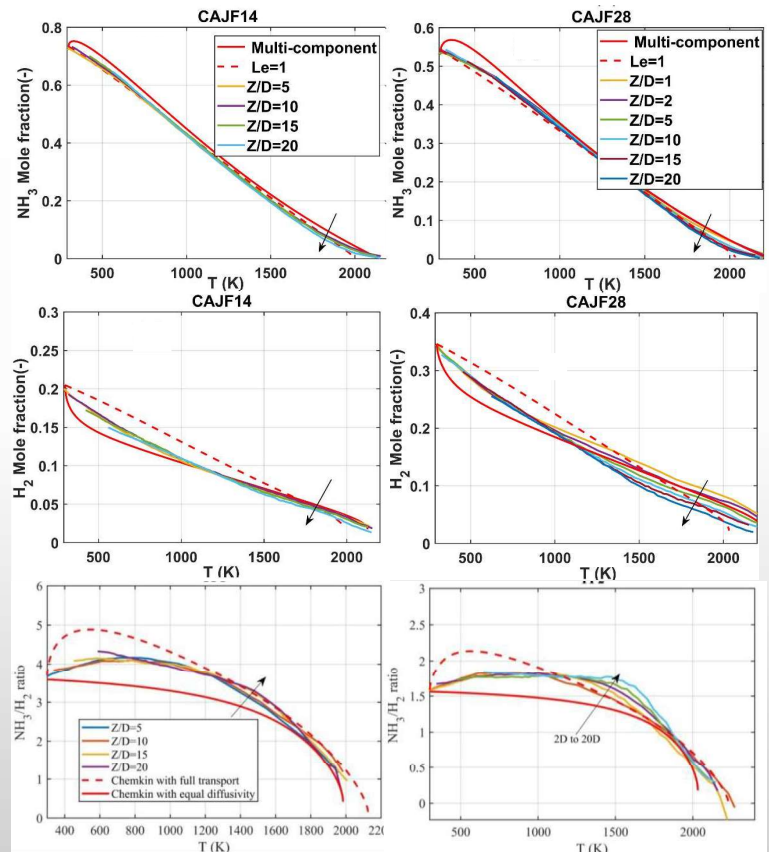 CAJF14
0.8
0.6
0.4
0.2
0
NH3 Mole fraction(-)
500
1000
1500
2000
T (K)
Multi-component
Le=1
Z/D=5
Z/D=10
Z/D=15
Z/D=20
CAJF28
0.6
0.5
0.4
0.3
0.2
0.1
0
NH3 Mole fraction(-)
500
1000
1500
2000
T (K)
Multi-component
Le=1
Z/D=1
Z/D=2
Z/D=5
Z/D=10
Z/D=15
Z/D=20
CAJF14
0.3
0.25
0.2
0.15
0.1
0.05
0
H2 Mole fraction(-)
500
1000
1500
2000
T (K)
CAJF28
0.4
0.3
0.2
0.1
0
H2 Mole fraction(-)
500
1000
1500
2000
T (K)
6
5
4
3
2
1
0
NH3/H2 ratio
Z/D=5
Z/D=10
Z/D=15
Z/D=20
Chemkin with full transport
Chemkin with equal diffusivity
400
600
800
1000
1200
1400
1600
1800
2000
220
T (K)
3
2.5
2
1.5
1
0.5
0
NH3/H2 ratio
2D to 20D
500
1000
1500
2000
T (K)